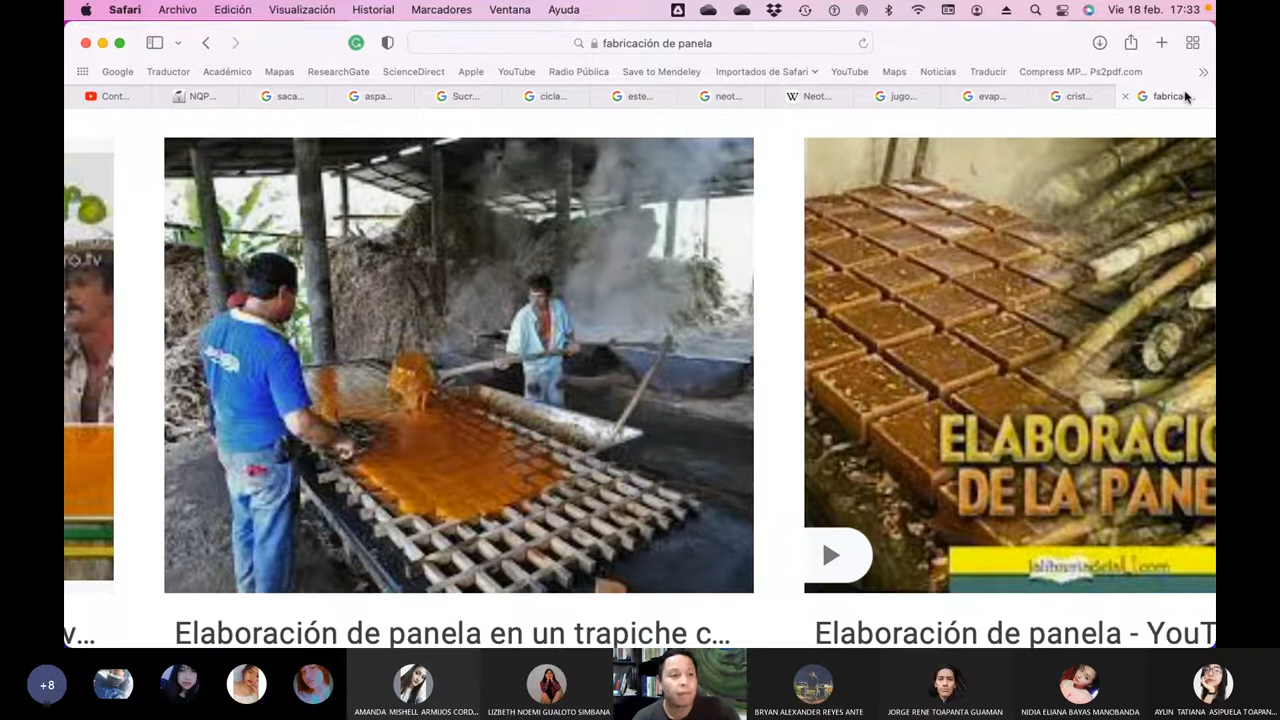 Safari Archivo Edición Visualización Historial Marcadores Ventana Ayuda Vie 18 feb. 17:33
fabricación de panela
Google Traductor Académico Mapas ResearchGate ScienceDirect Apple YouTube Radio Pública Save to Mendeley Importados de Safari YouTube Maps Noticias Traducir Compress MP... Ps2pdf.com
Cont... NQP... saca... aspa... Sucr... cicla... este... neot... Neot... jugo... evap... crist... fabrica
ro.tv
ELABORACIÓ
DE LA PANE
v... Elaboración de panela en un trapiche c... Elaboración de panela - YouT
+8
AMANDA MISHELL ARMIJOS CORD... LIZBETH NOEMI GUALOTO SIMBANA BRYAN ALEXANDER REYES ANTE JORGE RENE TOAPANTA GUAMAN NIDIA ELIANA BAYAS MANOBANDA AYLIN TATIANA ASIPUELA TOAPAN...